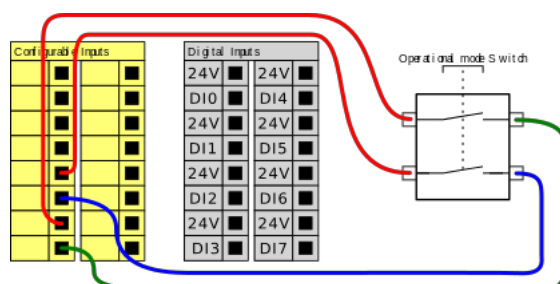 Configurable Inputs
Digital Inputs
Operational mode Switch
24V 24V
DI0 DI4
24V 24V
DI1 DI5
24V 24V
DI2 DI6
24V 24V
DI3 DI7